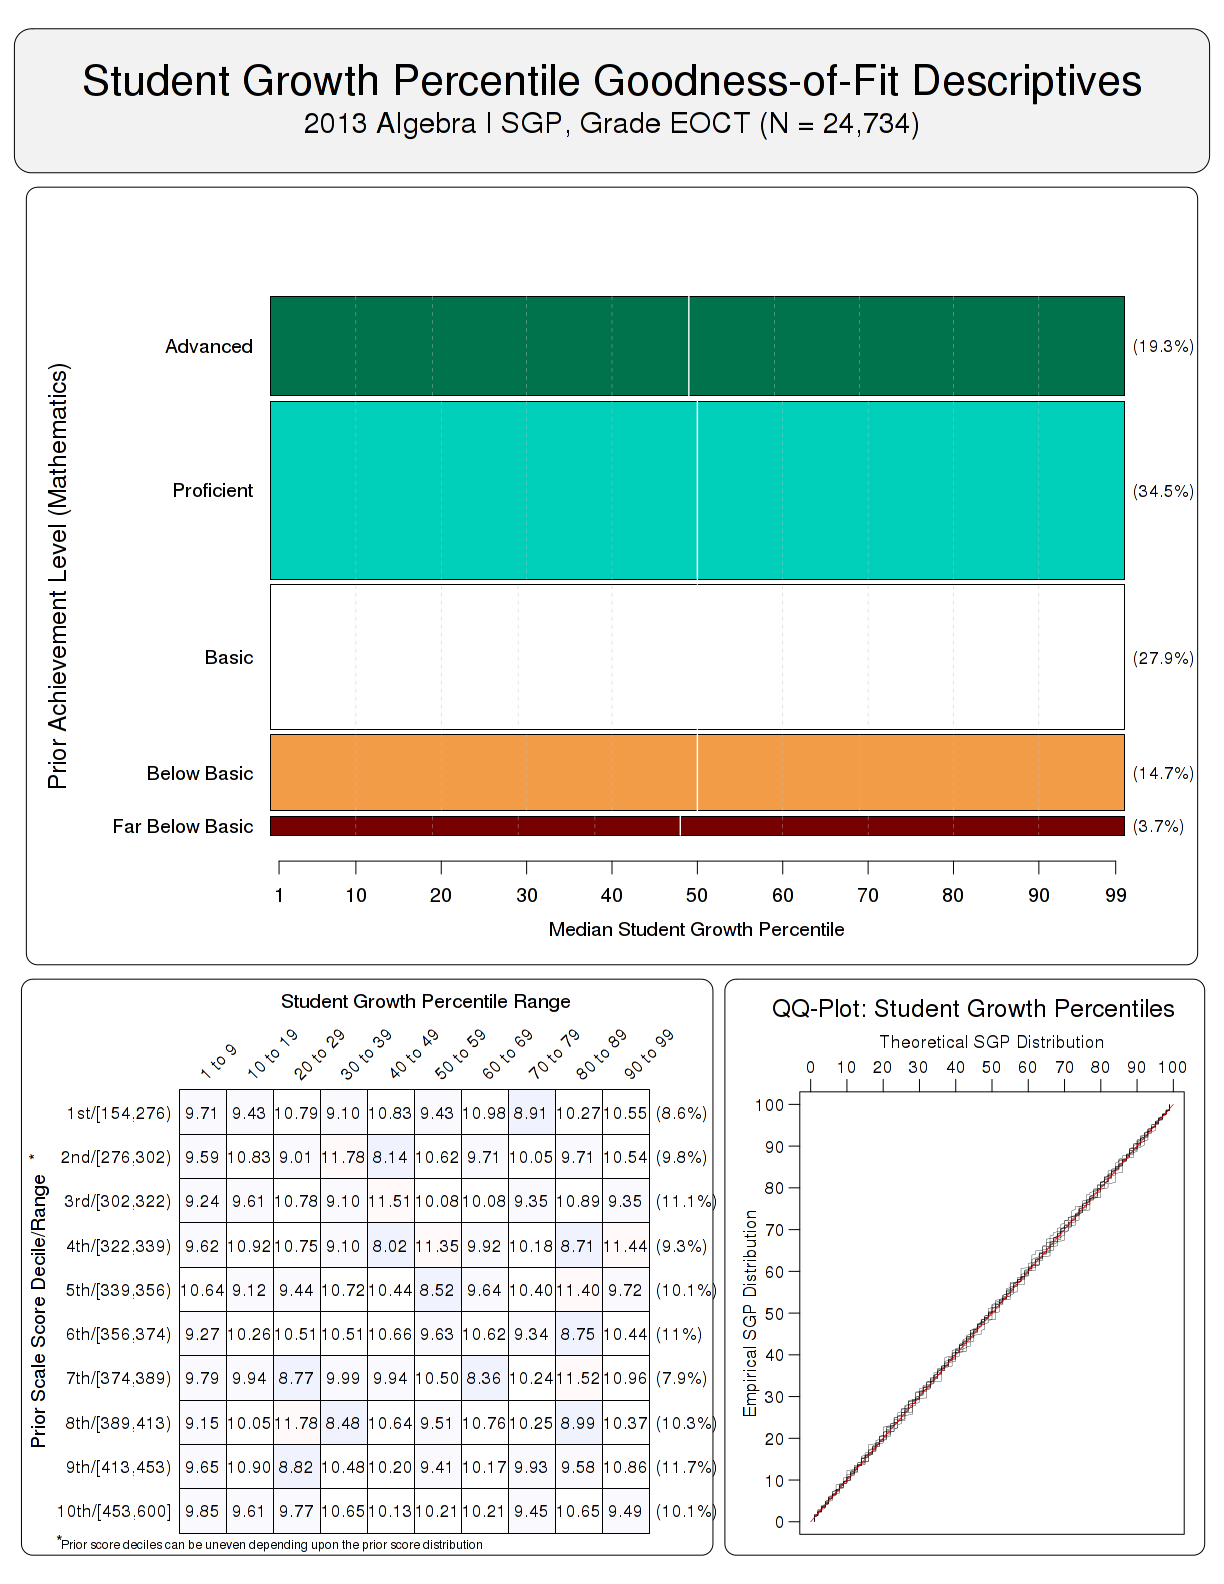 Student Growth Percentile Goodness-of-Fit Descriptives
2013 Algebra I SGP, Grade EOCT (N = 24,734)
Prior Achievement Level (Mathematics)
Advanced (19.3%)
Proficient (34.5%)
Basic (27.9%)
Below Basic (14.7%)
Far Below Basic (3.7%)
1 10 20 30 40 50 60 70 80 90 99
Median Student Growth Percentile
Student Growth Percentile Range
1 to 9 10 to 19 20 to 29 30 to 39 40 to 49 50 to 59 60 to 69 70 to 79 80 to 89 90 to 99
Prior Scale Score Decile/Range *
1st/[154,276) 9.71 9.43 10.79 9.10 10.83 9.43 10.98 8.91 10.27 10.55 (8.6%)
2nd/[276,302) 9.59 10.83 9.01 11.78 8.14 10.62 9.71 10.05 9.71 10.54 (9.8%)
3rd/[302,322) 9.24 9.61 10.78 9.10 11.51 10.08 10.08 9.35 10.89 9.35 (11.1%)
4th/[322,339) 9.62 10.92 10.75 9.10 8.02 11.35 9.92 10.18 8.71 11.44 (9.3%)
5th/[339,356) 10.64 9.12 9.44 10.72 10.44 8.52 9.64 10.40 11.40 9.72 (10.1%)
6th/[356,374) 9.27 10.26 10.51 10.51 10.66 9.63 10.62 9.34 8.75 10.44 (11%)
7th/[374,389) 9.79 9.94 8.77 9.99 9.94 10.50 8.36 10.24 11.52 10.96 (7.9%)
8th/[389,413) 9.15 10.05 11.78 8.48 10.64 9.51 10.76 10.25 8.99 10.37 (10.3%)
9th/[413,453) 9.65 10.90 8.82 10.48 10.20 9.41 10.17 9.93 9.58 10.86 (11.7%)
10th/[453,600] 9.85 9.61 9.77 10.65 10.13 10.21 10.21 9.45 10.65 9.49 (10.1%)
*Prior score deciles can be uneven depending upon the prior score distribution
QQ-Plot: Student Growth Percentiles
Theoretical SGP Distribution
0 10 20 30 40 50 60 70 80 90 100
Empirical SGP Distribution
100
90
80
70
60
50
40
30
20
10
0